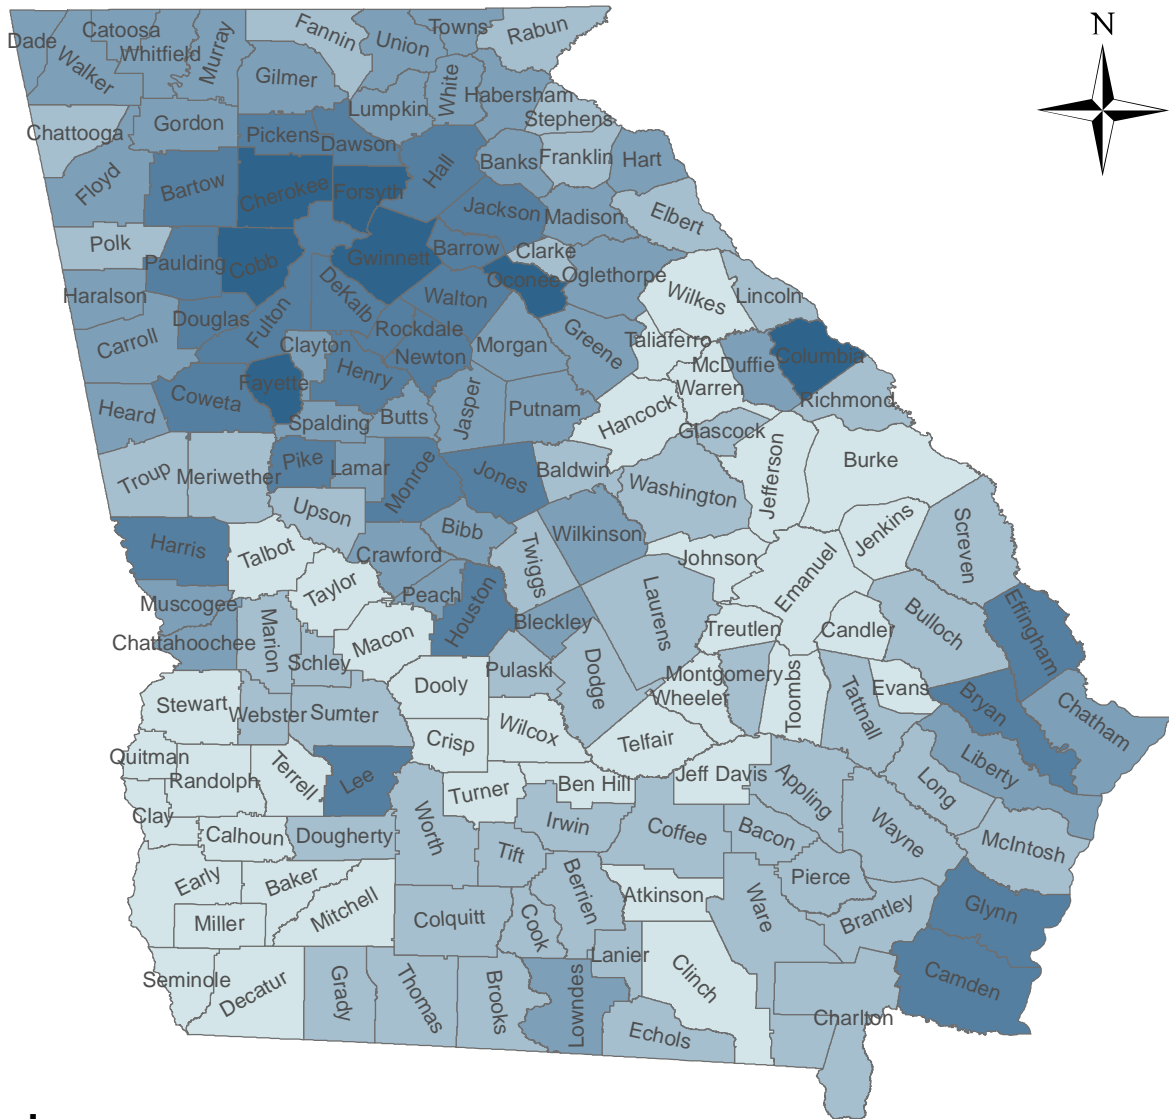 N
Dade
Catoosa
Whitfield
Walker
Murray
Fannin
Union
Towns
Rabun
Gilmer
Lumpkin
White
Habersham
Stephens
Chattooga
Gordon
Pickens
Dawson
Hall
Banks
Franklin
Hart
Floyd
Bartow
Cherokee
Forsyth
Jackson
Madison
Elbert
Polk
Paulding
Cobb
Gwinnett
Barrow
Clarke
Oconee
Oglethorpe
Wilkes
Lincoln
Haralson
Douglas
Fulton
DeKalb
Walton
Rockdale
Carroll
Clayton
Newton
Morgan
Greene
Taliaferro
McDuffie
Columbia
Warren
Richmond
Heard
Coweta
Fayette
Henry
Spalding
Butts
Jasper
Putnam
Hancock
Glascock
Troup
Meriwether
Pike
Lamar
Monroe
Jones
Baldwin
Washington
Jefferson
Burke
Upson
Harris
Talbot
Crawford
Bibb
Twiggs
Wilkinson
Johnson
Jenkins
Screven
Emanuel
Muscogee
Taylor
Peach
Houston
Bleckley
Laurens
Chattahoochee
Marion
Schley
Macon
Pulaski
Dodge
Treutlen
Candler
Bulloch
Effingham
Montgomery
Wheeler
Toombs
Tattnall
Evans
Bryan
Chatham
Stewart
Webster
Sumter
Dooly
Wilcox
Telfair
Crisp
Liberty
Quitman
Randolph
Terrell
Lee
Turner
Ben Hill
Jeff Davis
Appling
Long
Clay
Calhoun
Dougherty
Worth
Irwin
Coffee
Bacon
Wayne
McIntosh
Tift
Early
Baker
Mitchell
Berrien
Atkinson
Ware
Pierce
Brantley
Glynn
Miller
Colquitt
Cook
Lanier
Clinch
Seminole
Decatur
Grady
Thomas
Brooks
Lowndes
Echols
Charlton
Camden